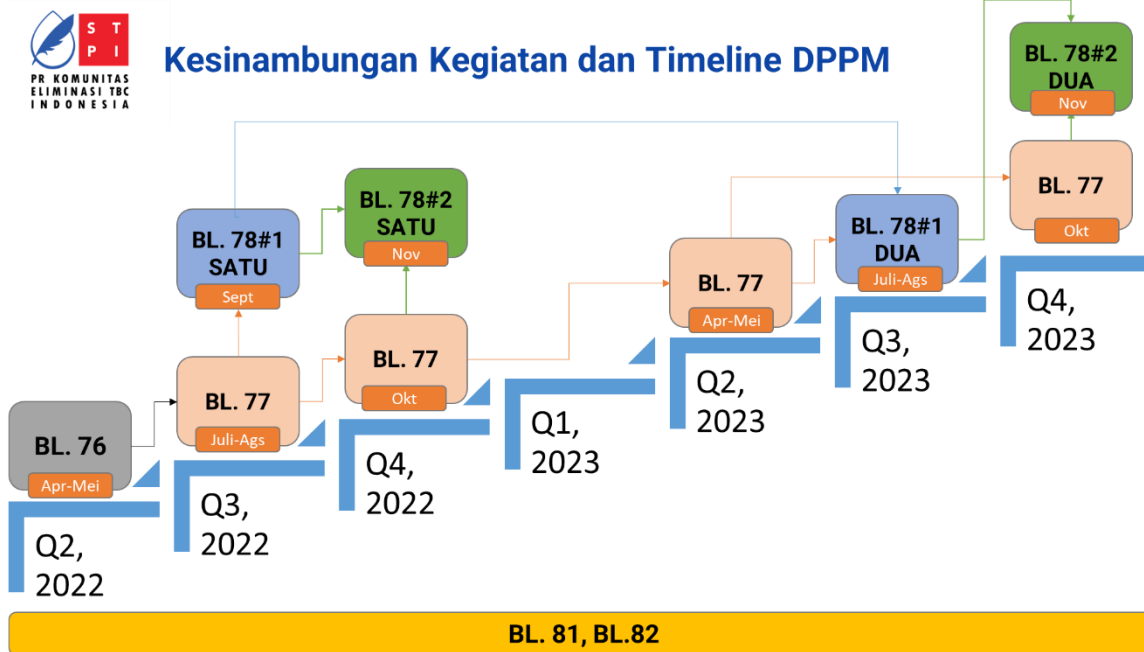 S T
P I
PR KOMUNITAS
ELIMINASI TBC
INDONESIA
Kesinambungan Kegiatan dan Timeline DPPM
BL. 76
Apr-Mei
Q2,
2022
BL. 78#1
SATU
Sept
BL. 77
Juli-Ags
Q3,
2022
BL. 78#2
SATU
Nov
BL. 77
Okt
Q4,
2022
Q1,
2023
BL. 77
Apr-Mei
Q2,
2023
BL. 78#1
DUA
Juli-Ags
Q3,
2023
BL. 78#2
DUA
Nov
BL. 77
Okt
Q4,
2023
BL. 81, BL.82